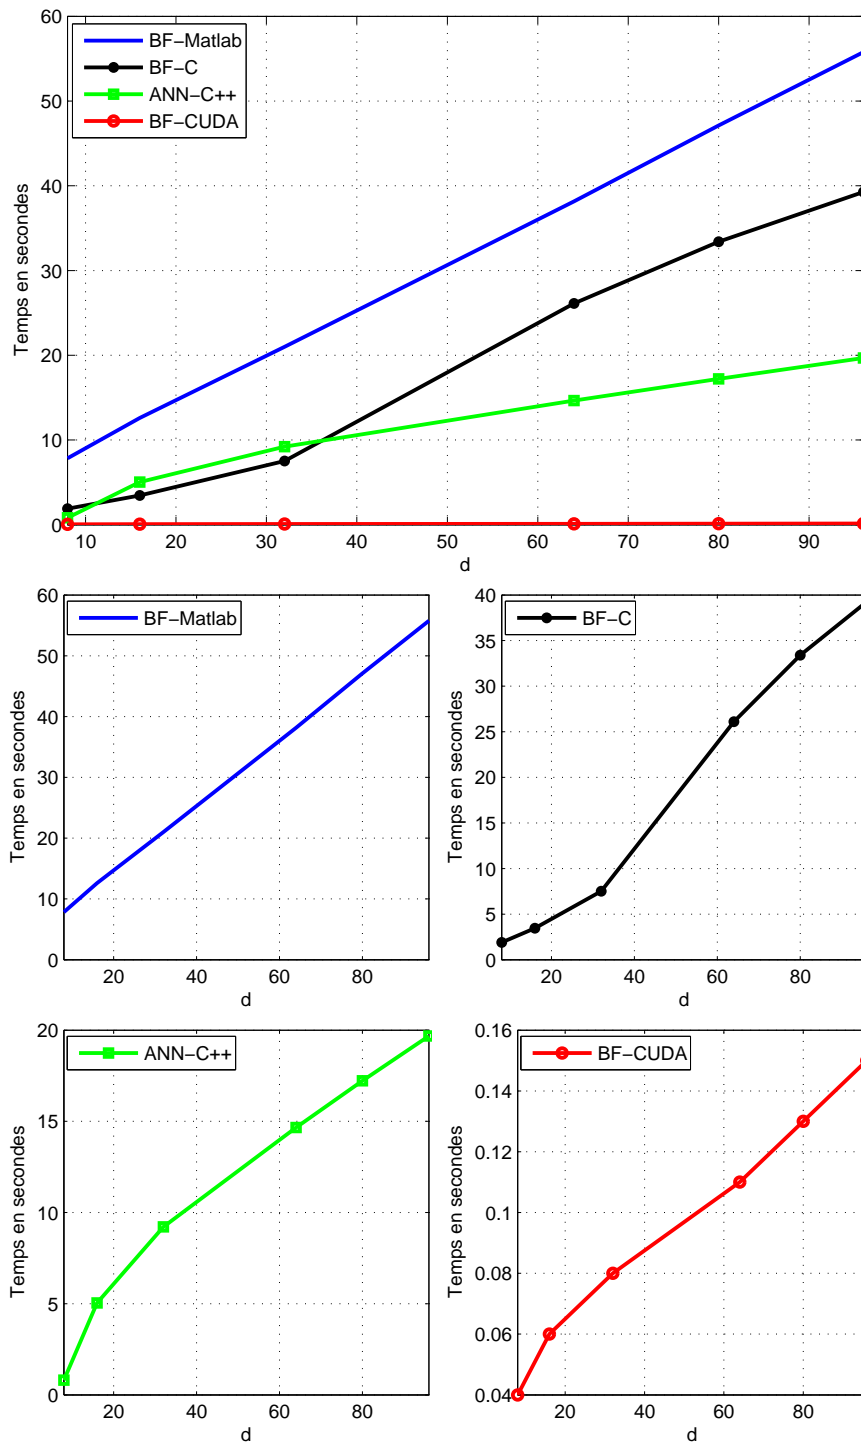 60
50
40
30
20
10
0
Temps en secondes
BF−Matlab
BF−C
ANN−C++
BF−CUDA
10 20 30 40 50 60 70 80 90
d
60
50
40
30
20
10
0
Temps en secondes
BF−Matlab
20 40 60 80
d
40
35
30
25
20
15
10
5
0
Temps en secondes
BF−C
20 40 60 80
d
20
15
10
5
0
Temps en secondes
ANN−C++
20 40 60 80
d
0.16
0.14
0.12
0.1
0.08
0.06
0.04
Temps en secondes
BF−CUDA
20 40 60 80
d